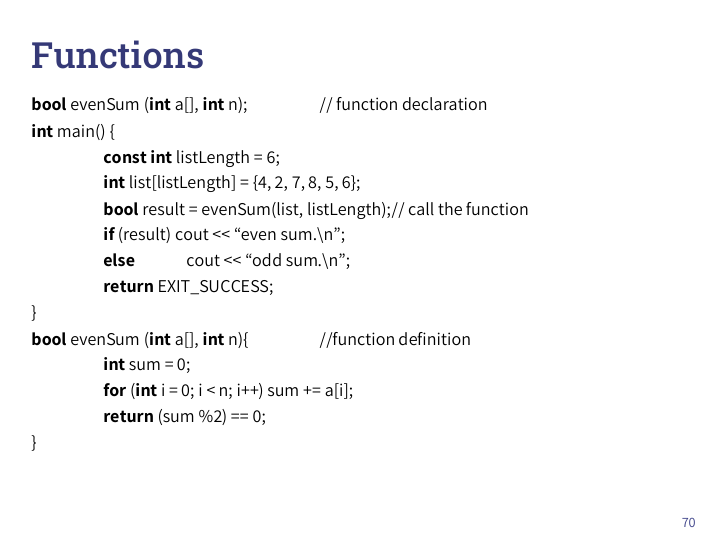 Functions
bool evenSum (int a[], int n); // function declaration
int main() {
const int listLength = 6;
int list[listLength] = {4, 2, 7, 8, 5, 6};
bool result = evenSum(list, listLength);// call the function
if (result) cout << “even sum.\n”;
else cout << “odd sum.\n”;
return EXIT_SUCCESS;
}
bool evenSum (int a[], int n){ //function definition
int sum = 0;
for (int i = 0; i < n; i++) sum += a[i];
return (sum %2) == 0;
}
70